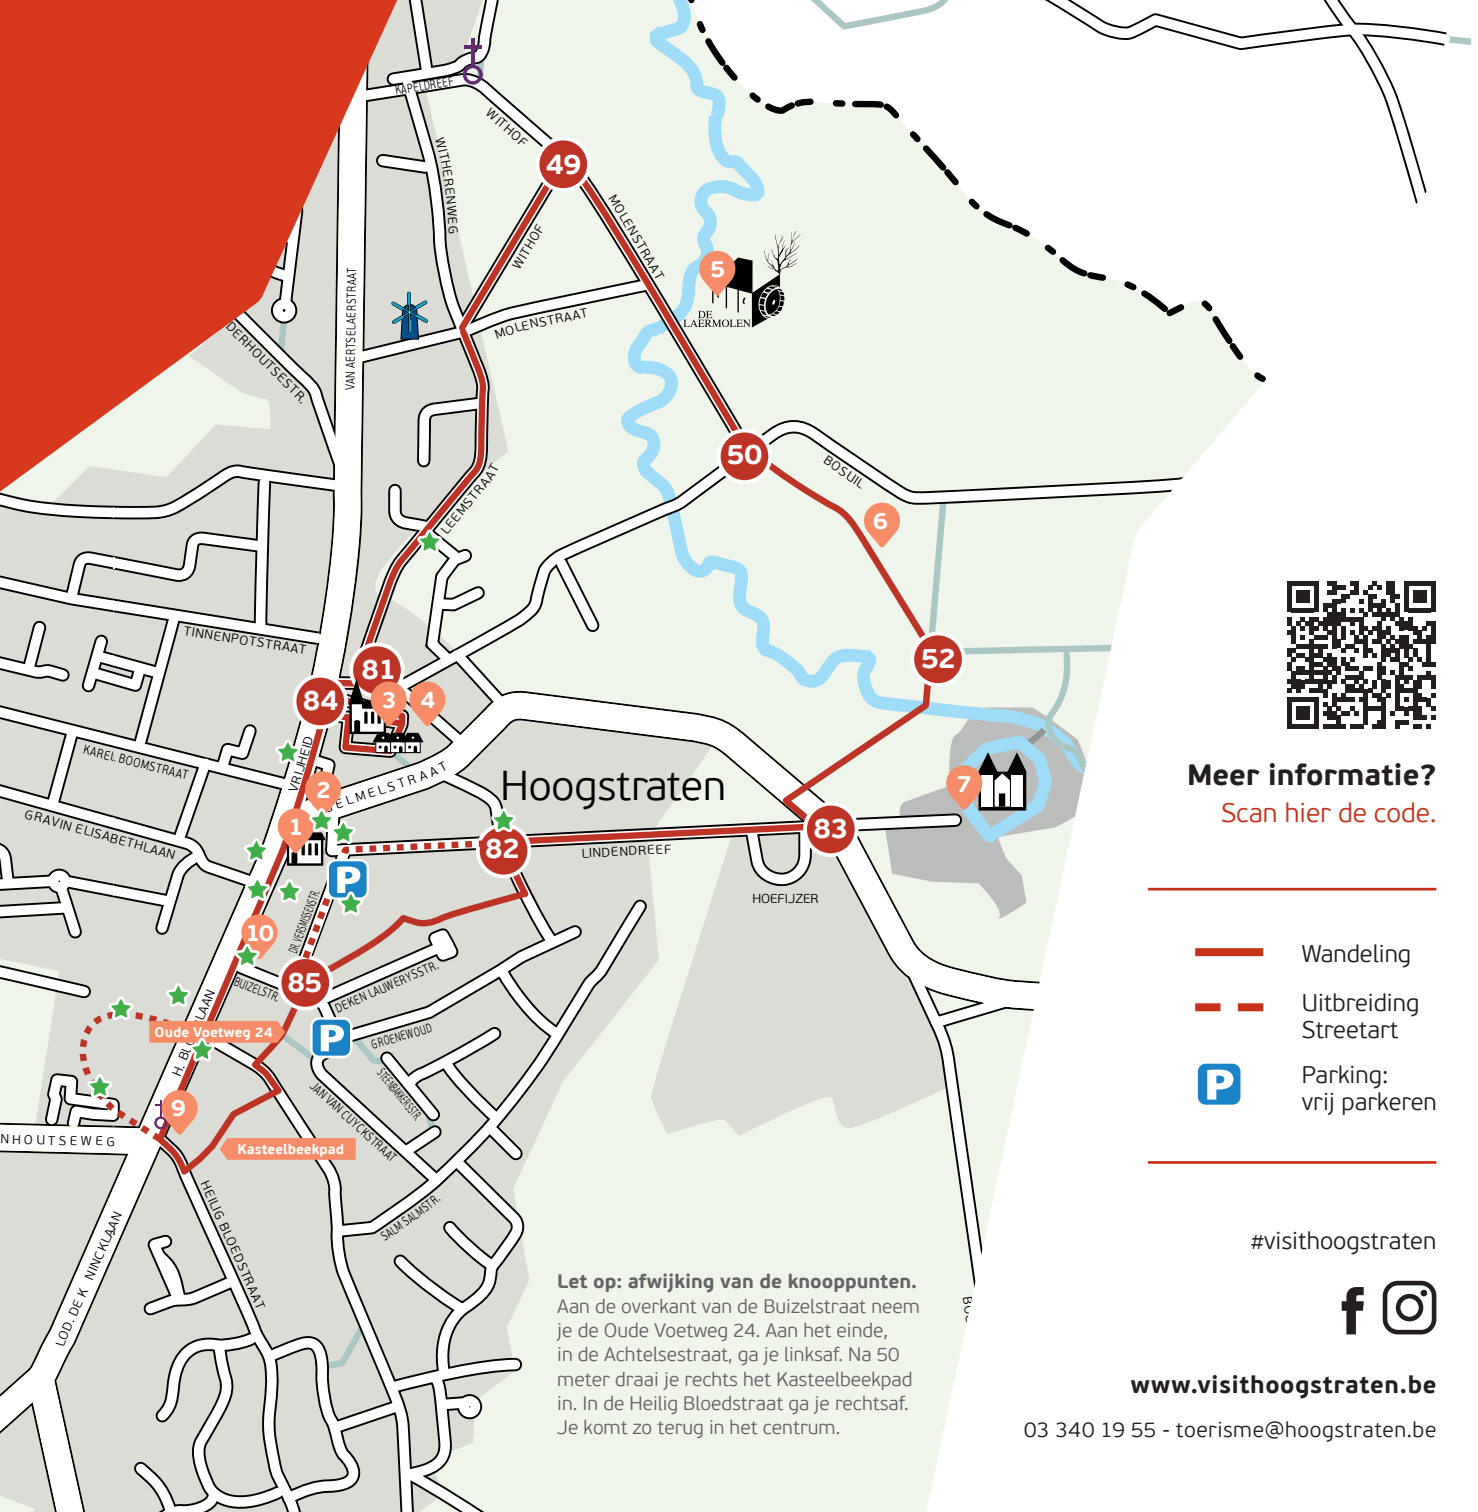 KAPELDREEF
WITHOF
WITHERENWEG
49
MOLENSTRAAT
WITHOF
VAN AERTSELAERSTRAAT
5
DE
LAERMOLEN
MOLENSTRAAT
DERHOUTSESTR.
50
BOSUIL
LEEMSTRAAT
6
TINNENPOTSTRAAT
52
81
84
3
4
KAREL BOOMSTRAAT
VRIJHEID
2
GELMELSTRAAT
Hoogstraten
7
1
GRAVIN ELISABETHLAAN
82
83
LINDENDREEF
P
HOEFIJZER
DR. VERSMISSENSTR.
10
BUIZELSTR.
85
DEKEN LAUWERYSSTR.
Oude Voetweg 24
P
GROENEWOUD
STEENBAKKERSSTR.
JAN VAN CUYCKSTRAAT
9
NHOUTSEWEG
Kasteelbeekpad
HEILIG BLOEDSTRAAT
SALM SALMSTR.
LOD. DE K NINCKLAAN
Let op: afwijking van de knooppunten.
Aan de overkant van de Buizelstraat neem
je de Oude Voetweg 24. Aan het einde,
in de Achtelsestraat, ga je linksaf. Na 50
meter draai je rechts het Kasteelbeekpad
in. In de Heilig Bloedstraat ga je rechtsaf.
Je komt zo terug in het centrum.
Meer informatie?
Scan hier de code.
Wandeling
Uitbreiding
Streetart
P
Parking:
vrij parkeren
#visithoogstraten
www.visithoogstraten.be
03 340 19 55 - toerisme@hoogstraten.be